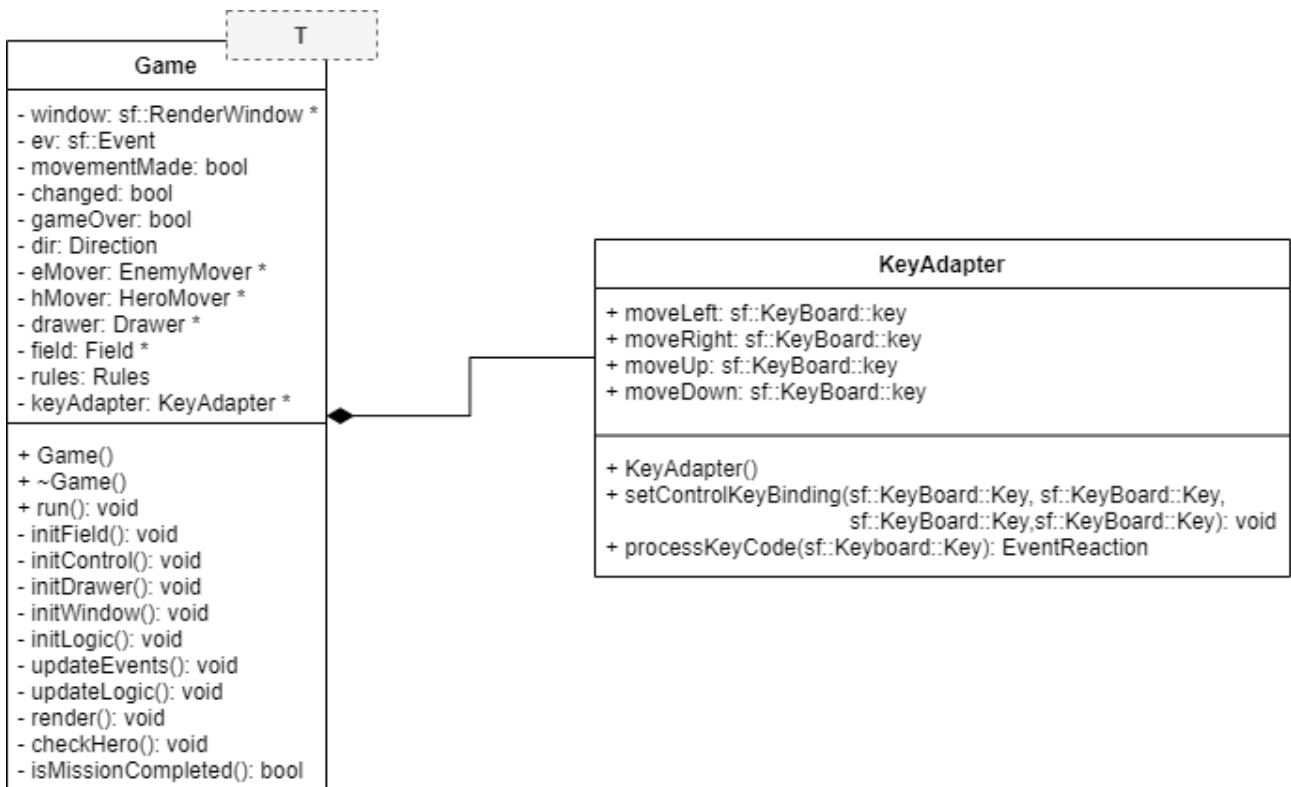 T
Game
- window: sf::RenderWindow *
- ev: sf::Event
- movementMade: bool
- changed: bool
- gameOver: bool
- dir: Direction
- eMover: EnemyMover *
- hMover: HeroMover *
- drawer: Drawer *
- field: Field *
- rules: Rules
- keyAdapter: KeyAdapter *
+ Game()
+ ~Game()
+ run(): void
- initField(): void
- initControl(): void
- initDrawer(): void
- initWindow(): void
- initLogic(): void
- updateEvents(): void
- updateLogic(): void
- render(): void
- checkHero(): void
- isMissionCompleted(): bool
KeyAdapter
+ moveLeft: sf::KeyBoard::key
+ moveRight: sf::KeyBoard::key
+ moveUp: sf::KeyBoard::key
+ moveDown: sf::KeyBoard::key
+ KeyAdapter()
+ setControlKeyBinding(sf::KeyBoard::Key, sf::KeyBoard::Key,
sf::KeyBoard::Key,sf::KeyBoard::Key): void
+ processKeyCode(sf::Keyboard::Key): EventReaction